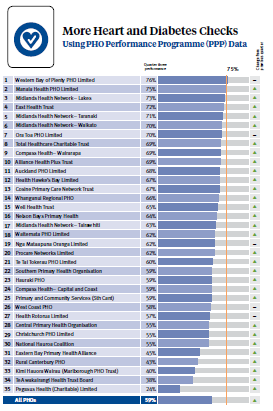 More Heart and Diabetes Checks
Using PHO Performance Programme (PPP) Data
Quarter three performance
75%
1 Western Bay of Plenty PHO Limited 76% –
2 Manaia Health PHO Limited 75%
3 Midlands Health Network – Lakes 73%
4 East Health Trust 72%
5 Midlands Health Network – Taranaki 71%
6 Midlands Health Network – Waikato 70%
7 Ora Toa PHO Limited 70% –
8 Total Healthcare Charitable Trust 69%
9 Compass Health – Wairarapa 69%
10 Alliance Health Plus Trust 69%
11 Auckland PHO Limited 68%
12 Health Hawke's Bay Limited 67%
13 Cosine Primary Care Network Trust 67%
14 Whanganui Regional PHO 66%
15 Well Health Trust 65%
16 Nelson Bays Primary Health 64%
17 Midlands Health Network – Tairawhiti 63%
18 Waitemata PHO Limited 62%
19 Nga Mataapuna Oranga Limited 62% –
20 Procare Networks Limited 62%
21 Te Tai Tokerau PHO Limited 60%
22 Southern Primary Health Organisation 59%
23 Hauraki PHO 59%
24 Compass Health – Capital and Coast 59%
25 Primary and Community Services (Sth Cant) 59%
26 West Coast PHO 58% –
27 Health Rotorua Limited 57% –
28 Central Primary Health Organisation 55%
29 Christchurch PHO Limited 55%
30 National Hauora Coalition 55%
31 Eastern Bay Primary Health Alliance 45%
32 Rural Canterbury PHO 43%
33 Kimi Hauora Wairau (Marlborough PHO Trust) 40%
34 Te Awakairangi Health Trust Board 38%
35 Pegasus Health (Charitable) Limited 24%
All PHOs 59%